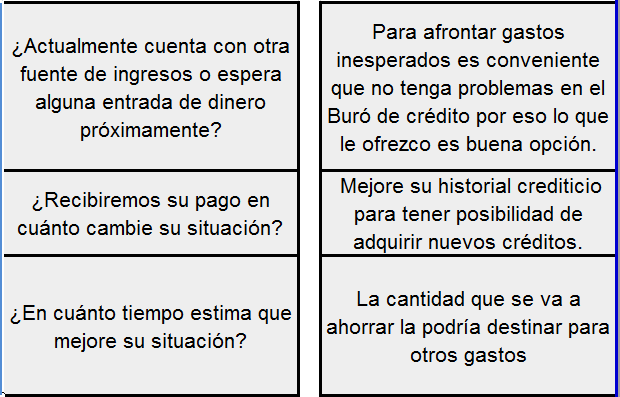 ¿Actualmente cuenta con otra
fuente de ingresos o espera
alguna entrada de dinero
próximamente?
Para afrontar gastos
inesperados es conveniente
que no tenga problemas en el
Buró de crédito por eso lo que
le ofrezco es buena opción.
¿Recibiremos su pago en
cuánto cambie su situación?
Mejore su historial crediticio
para tener posibilidad de
adquirir nuevos créditos.
¿En cuánto tiempo estima que
mejore su situación?
La cantidad que se va a
ahorrar la podría destinar para
otros gastos